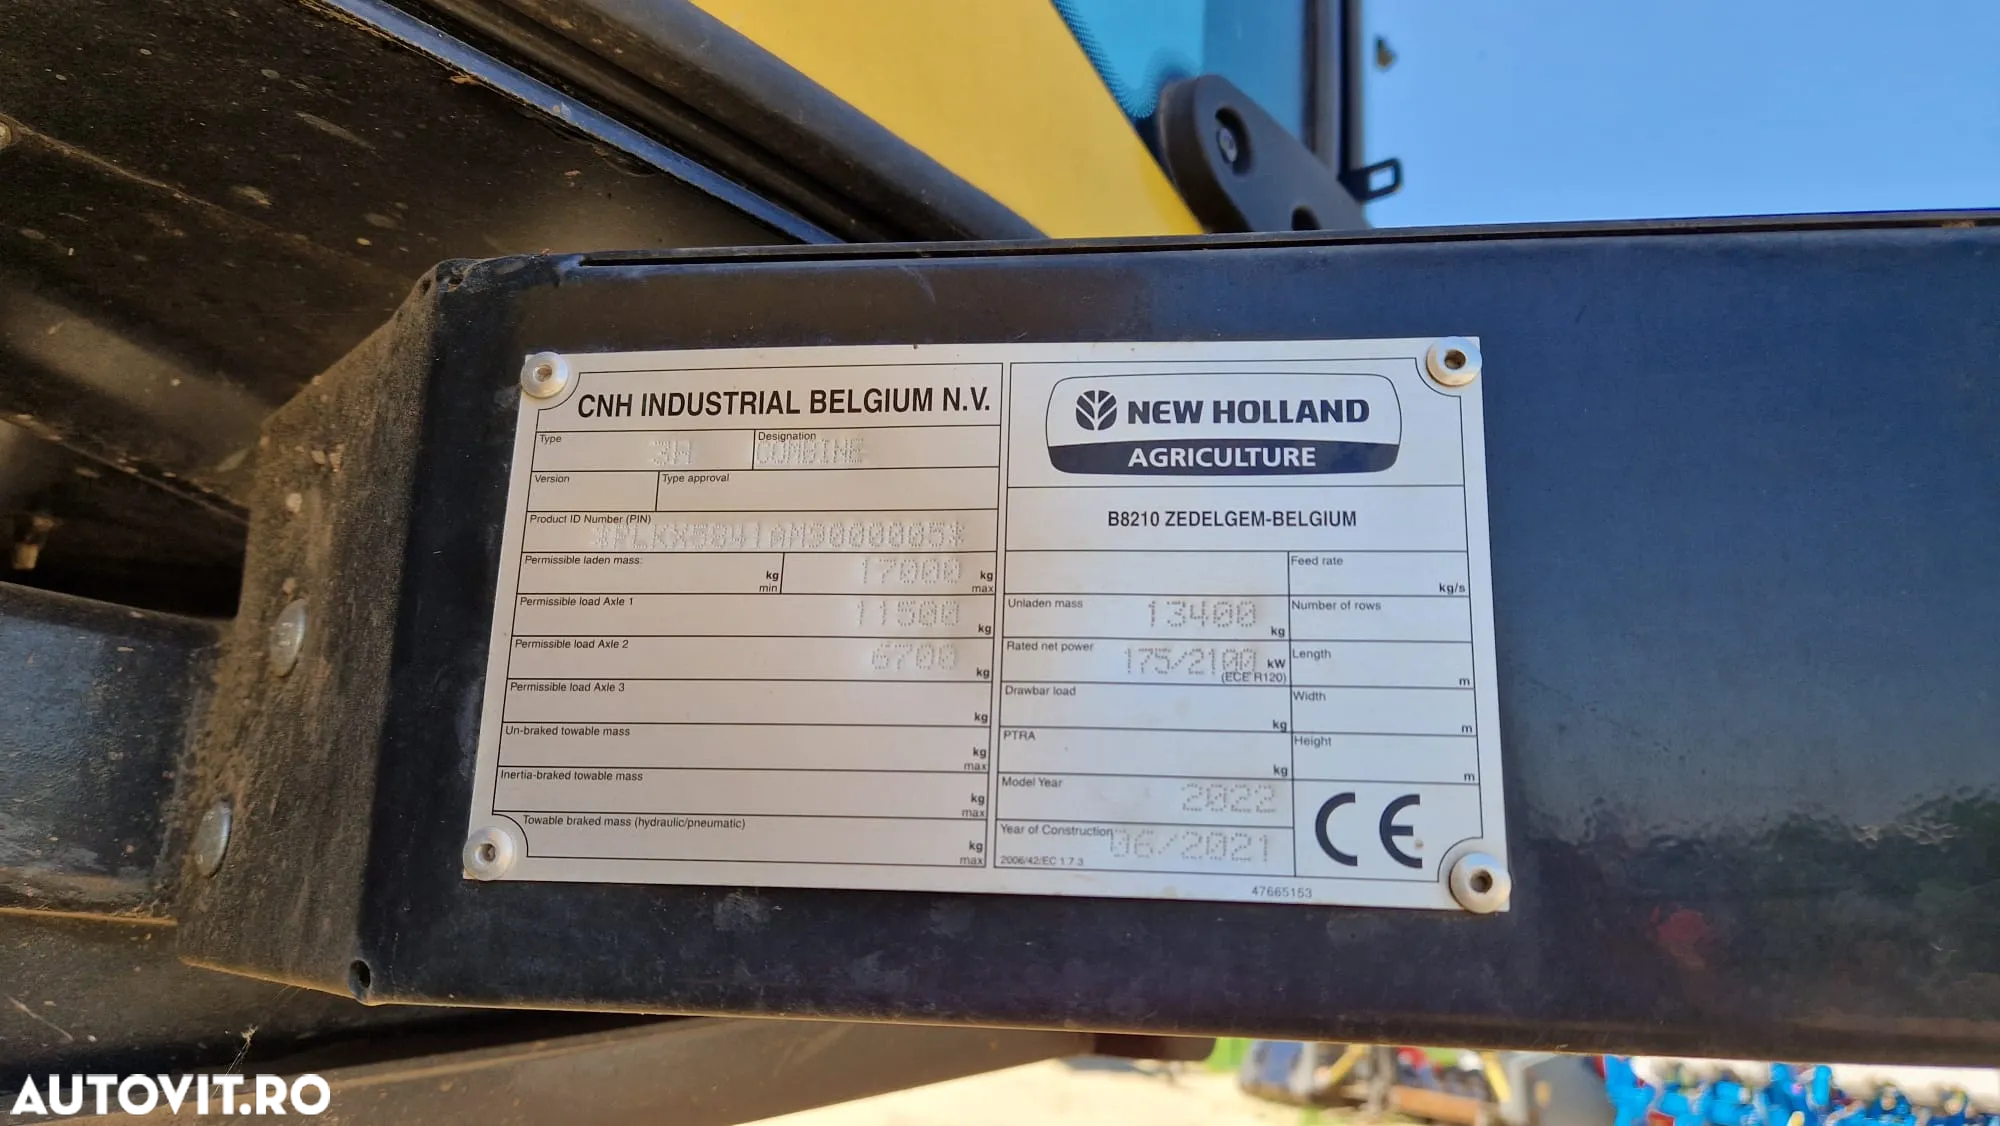 CNH INDUSTRIAL BELGIUM N.V.
Type
3W
Designation
COMBINE
Version
Type approval
Product ID Number (PIN)
*PLKX5841AM9000005*
Permissible laden mass:
kg
min
17000
kg
max
Permissible load Axle 1
11500
kg
Permissible load Axle 2
6700
kg
Permissible load Axle 3
kg
Un-braked towable mass
kg
max
Inertia-braked towable mass
kg
max
Towable braked mass (hydraulic/pneumatic)
kg
max
NEW HOLLAND
AGRICULTURE
B8210 ZEDELGEM-BELGIUM
Feed rate
kg/s
Unladen mass
13400
kg
Number of rows
Rated net power
175/2100
kW
(ECE R120)
Length
m
Drawbar load
kg
Width
m
PTRA
kg
Height
m
Model Year
2022
Year of Construction
06/2021
2006/42/EC 1.7.3
CE
47665153
AUTOVIT.RO